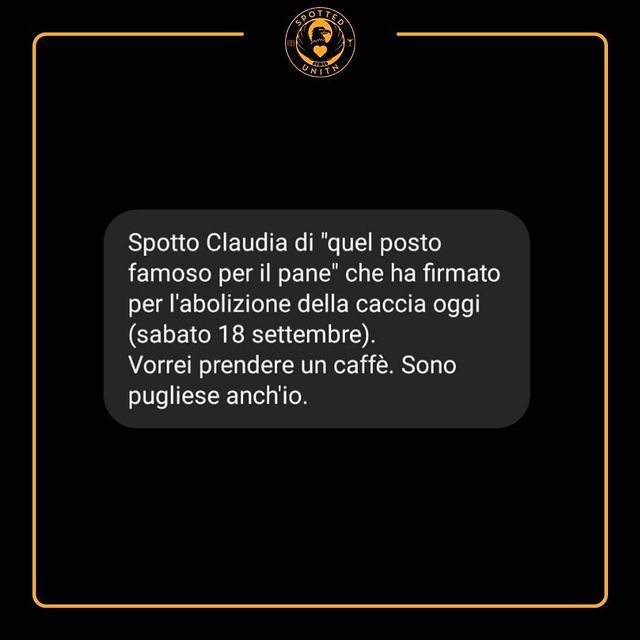 SPOTTED
UNITN
Spotto Claudia di "quel posto
famoso per il pane" che ha firmato
per l'abolizione della caccia oggi
(sabato 18 settembre).
Vorrei prendere un caffè. Sono
pugliese anch'io.